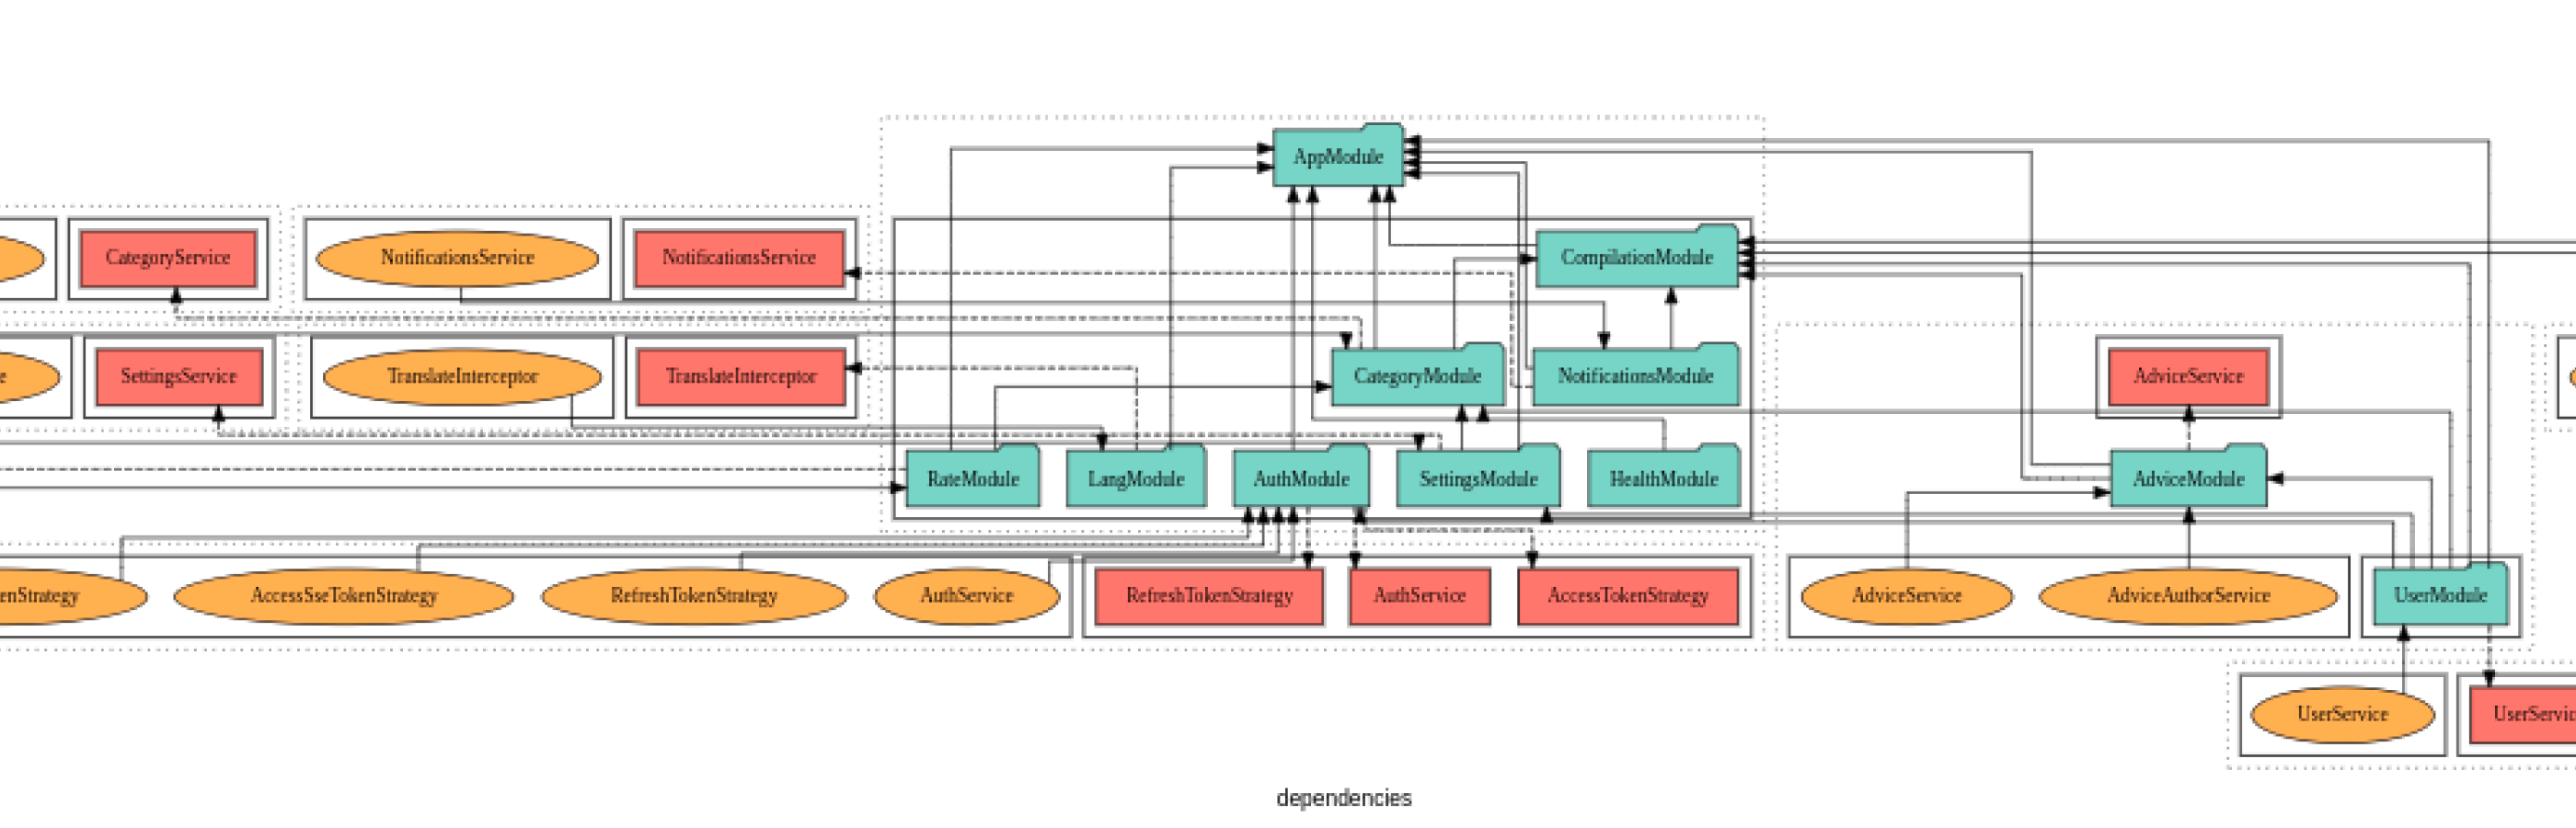 AppModule
CategoryService
NotificationsService
NotificationsService
CompilationModule
e
SettingsService
TranslateInterceptor
TranslateInterceptor
CategoryModule
NotificationsModule
AdviceService
RateModule
LangModule
AuthModule
SettingsModule
HealthModule
AdviceModule
enStrategy
AccessSseTokenStrategy
RefreshTokenStrategy
AuthService
RefreshTokenStrategy
AuthService
AccessTokenStrategy
AdviceService
AdviceAuthorService
UserModule
UserService
UserServic
dependencies